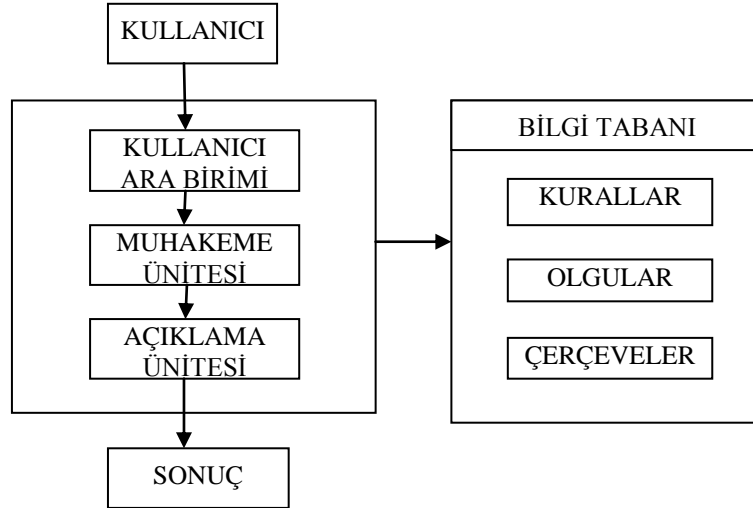 KULLANICI
KULLANICI
ARA BİRİMİ
MUHAKEME
ÜNİTESİ
AÇIKLAMA
ÜNİTESİ
SONUÇ
BİLGİ TABANI
KURALLAR
OLGULAR
ÇERÇEVELER